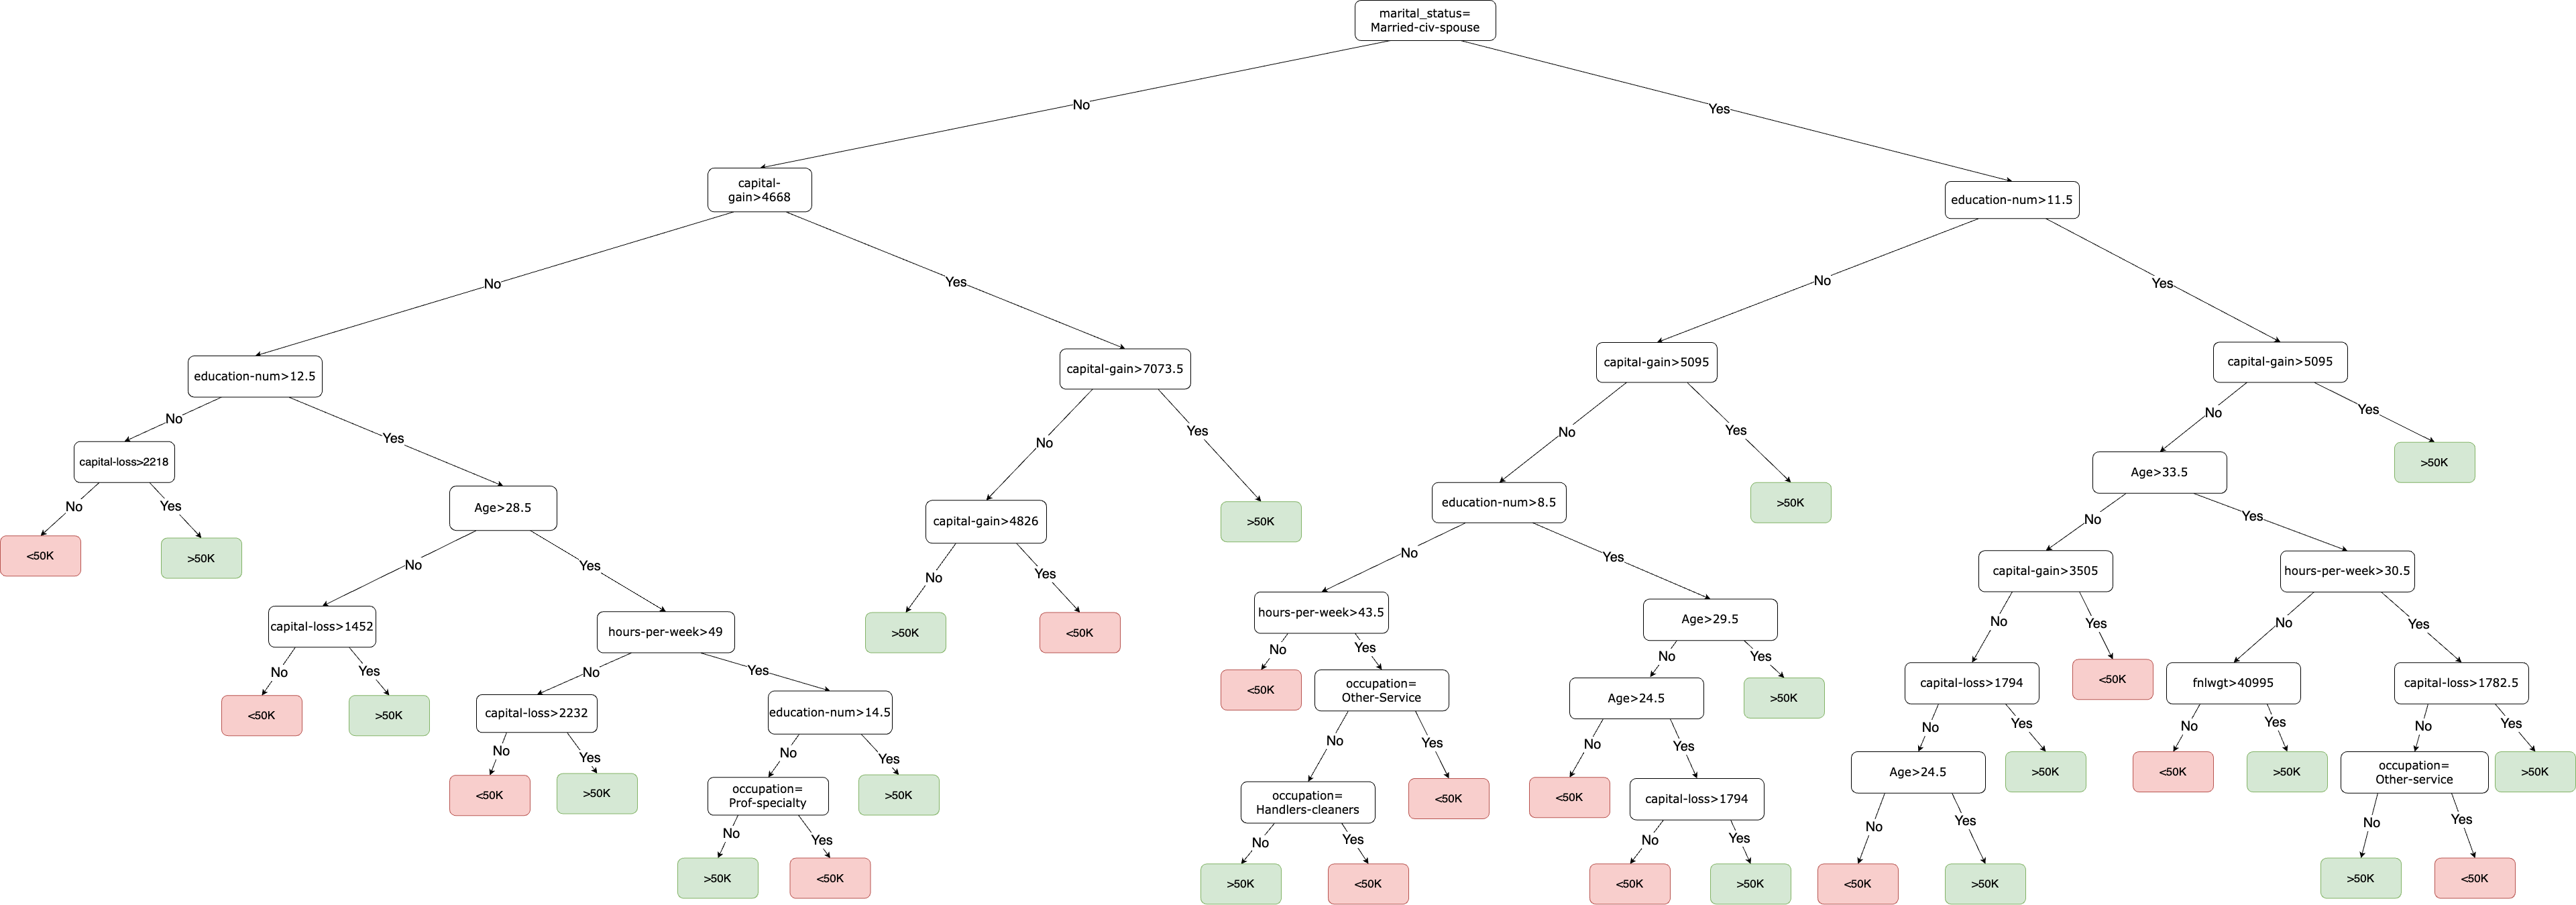 marital_status=
Married-civ-spouse
No
Yes
capital-
gain>4668
education-num>11.5
No
Yes
No
Yes
education-num>12.5
capital-gain>7073.5
capital-gain>5095
capital-gain>5095
No
Yes
No
Yes
No
Yes
No
Yes
capital-loss>2218
Age>28.5
capital-gain>4826
>50K
education-num>8.5
>50K
Age>33.5
>50K
No
Yes
No
Yes
No
Yes
No
Yes
No
Yes
<50K
>50K
capital-loss>1452
hours-per-week>49
>50K
<50K
hours-per-week>43.5
Age>29.5
capital-gain>3505
hours-per-week>30.5
No
Yes
No
Yes
No
Yes
No
Yes
No
Yes
No
Yes
<50K
>50K
capital-loss>2232
education-num>14.5
<50K
occupation=
Other-Service
Age>24.5
>50K
capital-loss>1794
<50K
fnlwgt>40995
capital-loss>1782.5
No
Yes
No
Yes
No
Yes
No
Yes
No
Yes
No
Yes
No
Yes
<50K
>50K
occupation=
Prof-specialty
>50K
occupation=
Handlers-cleaners
<50K
<50K
capital-loss>1794
Age>24.5
>50K
<50K
>50K
occupation=
Other-service
>50K
No
Yes
No
Yes
No
Yes
No
Yes
No
Yes
>50K
<50K
>50K
<50K
<50K
>50K
<50K
>50K
>50K
<50K